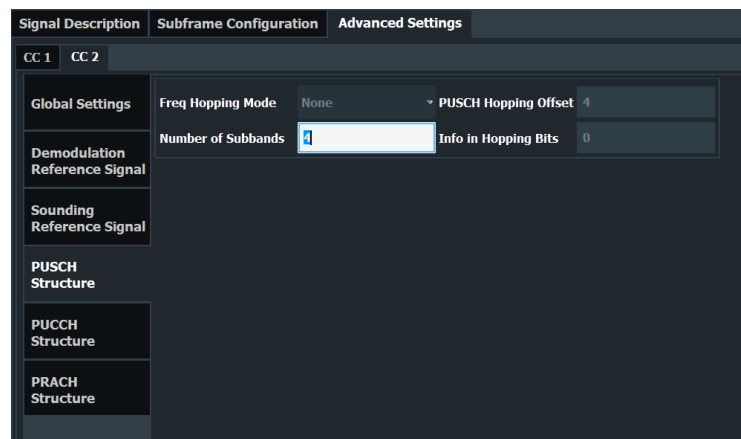 Signal Description Subframe Configuration Advanced Settings
CC 1 CC 2
Global Settings
Freq Hopping Mode None PUSCH Hopping Offset 4
Number of Subbands 4 Info in Hopping Bits 0
Demodulation
Reference Signal
Sounding
Reference Signal
PUSCH
Structure
PUCCH
Structure
PRACH
Structure